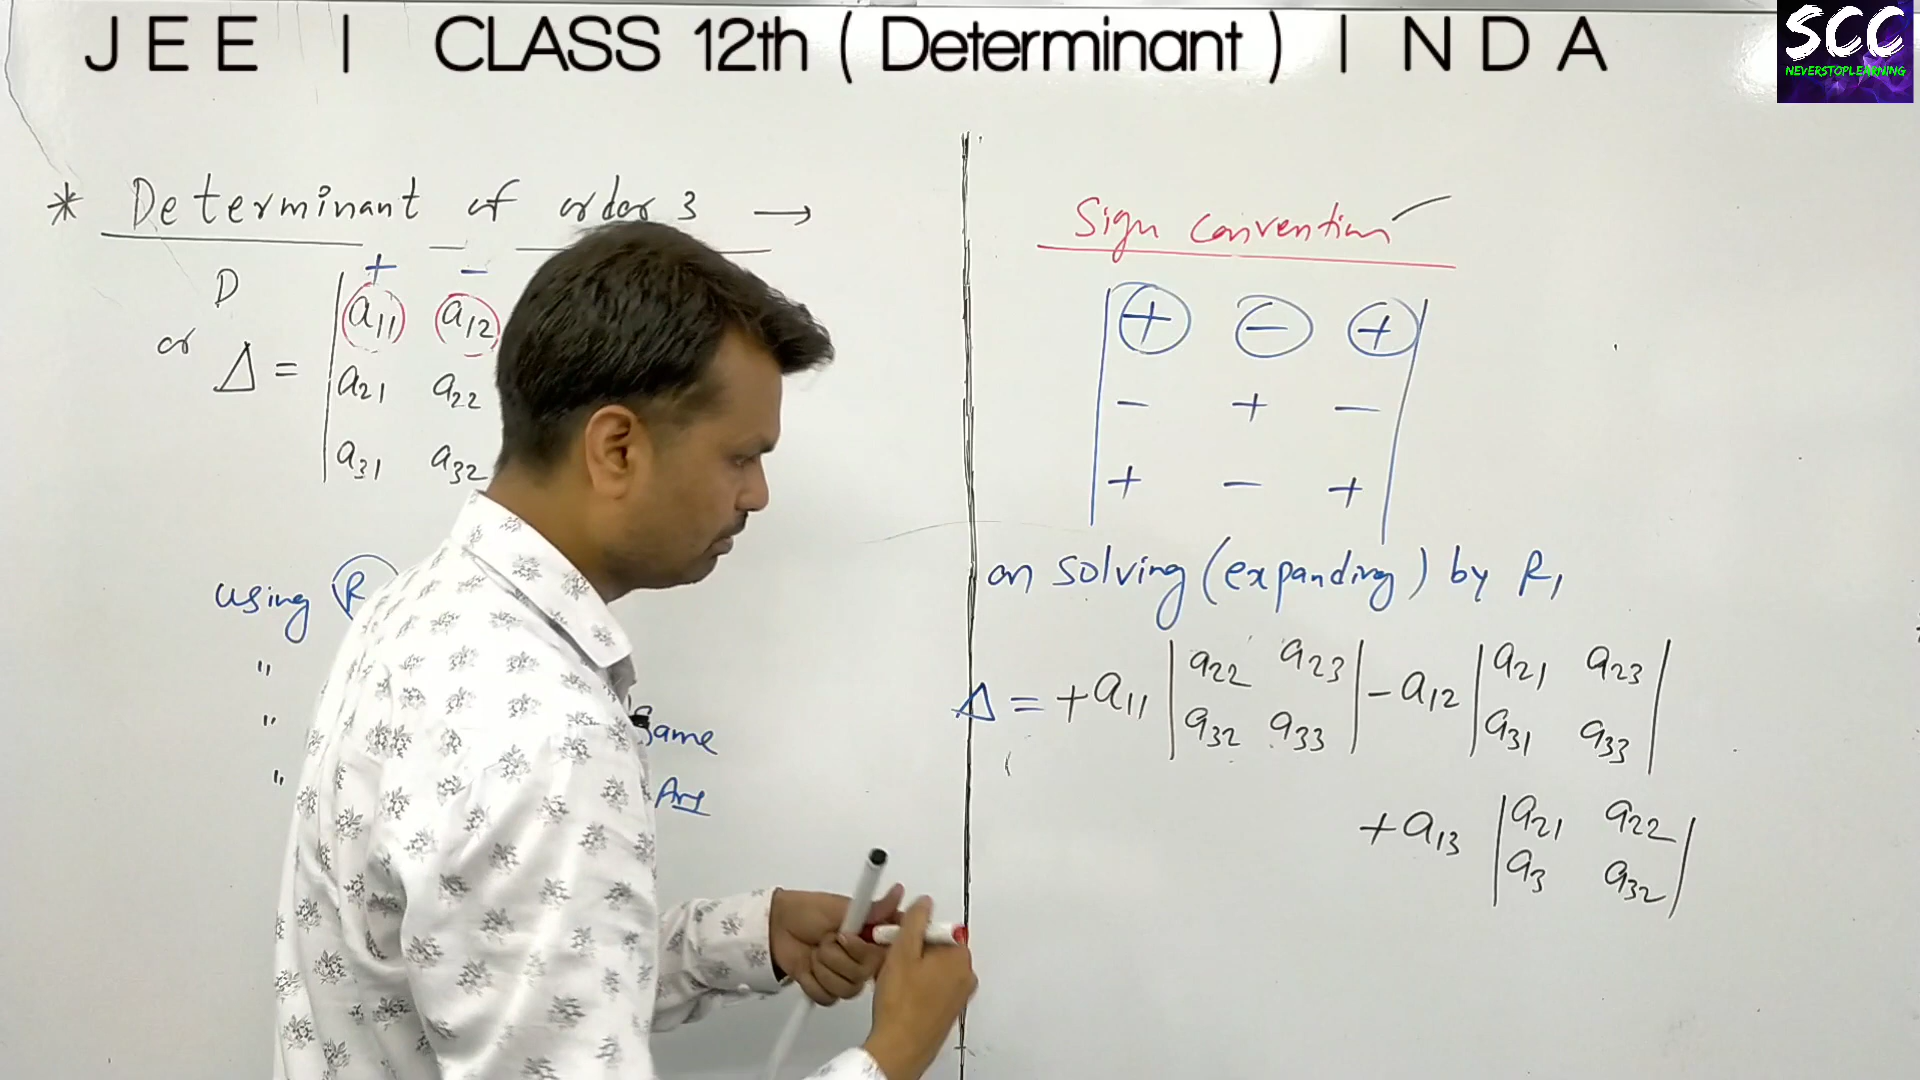 JEE | CLASS 12th ( Determinant ) | NDA
SCC
NEVERSTOPLEARNING
* Determinant of order 3 →
+ -
D
or Δ =
a11 a12
a21 a22
a31 a32
using R
"
" Same
" Ans
Sign convention
+ - +
- + -
+ - +
on solving (expanding) by R1
Δ = +a11 | a22 a23 | - a12 | a21 a23 |
| a32 a33 | | a31 a33 |
+a13 | a21 a22 |
| a3 a32 |